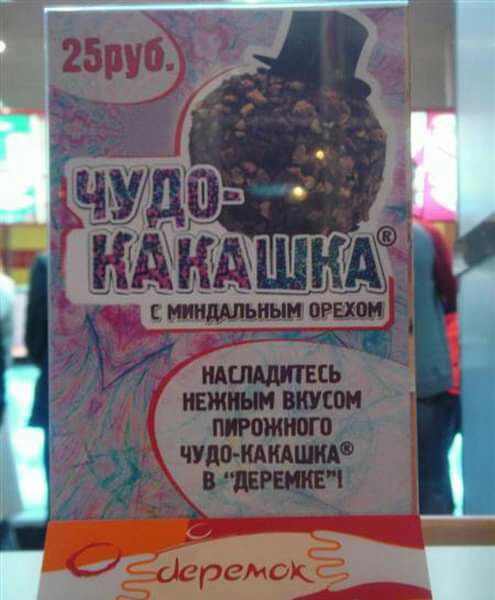 25руб.
ЧУДО-
КАКАШКА®
С МИНДАЛЬНЫМ ОРЕХОМ
НАСЛАДИТЕСЬ
НЕЖНЫМ ВКУСОМ
ПИРОЖНОГО
ЧУДО-КАКАШКА®
В "ДЕРЕМКЕ"!
деремок